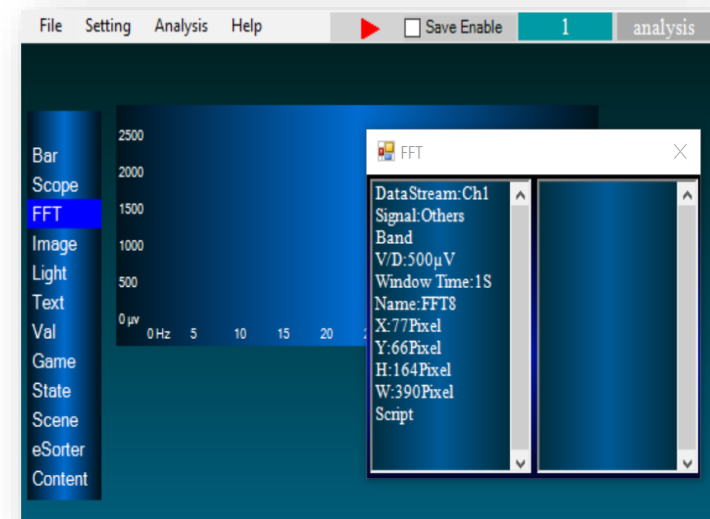 File Setting Analysis Help Save Enable 1 analysis
Bar
Scope
FFT
Image
Light
Text
Val
Game
State
Scene
eSorter
Content
2500
2000
1500
1000
500
0 µv
0 Hz 5 10 15 20
FFT
DataStream:Ch1
Signal:Others
Band
V/D:500µV
Window Time:1S
Name:FFT8
X:77Pixel
Y:66Pixel
H:164Pixel
W:390Pixel
Script